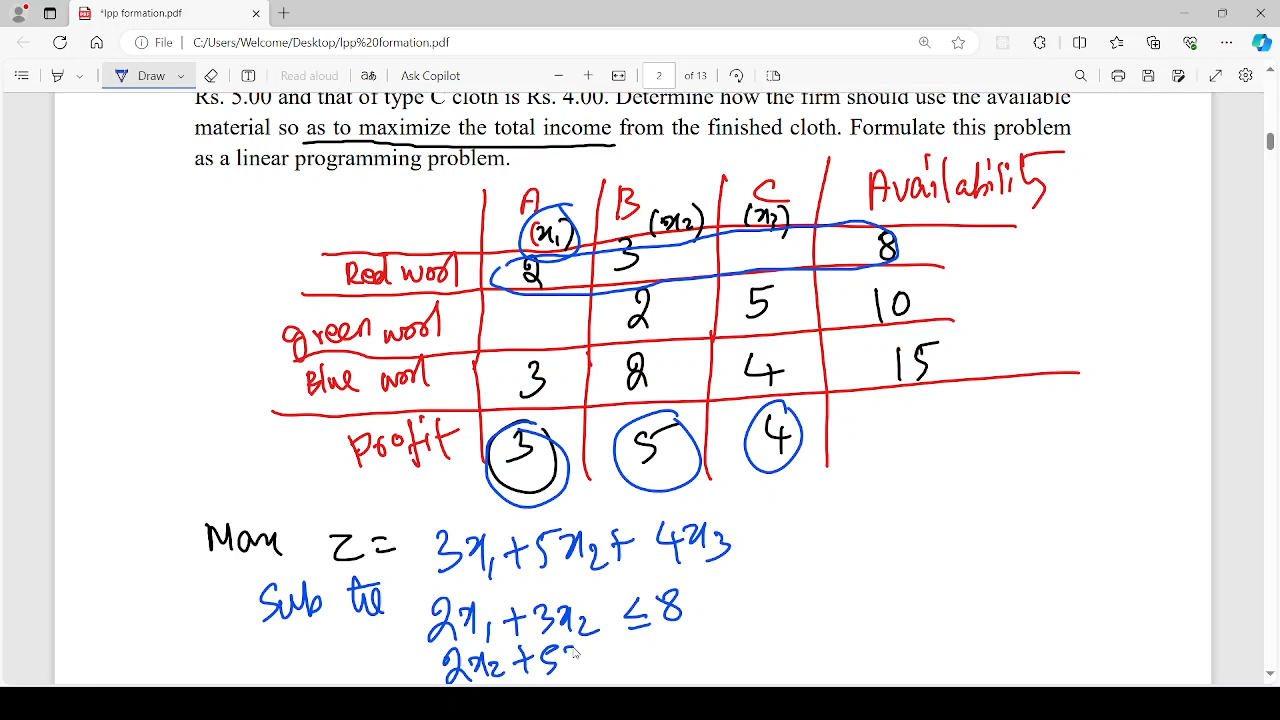 *lpp formation.pdf
File C:/Users/Welcome/Desktop/lpp%20formation.pdf
Draw Read aloud Ask Copilot 2 of 13
Rs. 5.00 and that of type C cloth is Rs. 4.00. Determine how the firm should use the available
material so as to maximize the total income from the finished cloth. Formulate this problem
as a linear programming problem.
A B C Availability
(x1) (x2) (x3)
Red wool 2 3 8
green wool 2 5 10
Blue wool 3 2 4 15
Profit 3 5 4
Max Z = 3x1 + 5x2 + 4x3
Sub to 2x1 + 3x2 ≤ 8
2x2 + 5